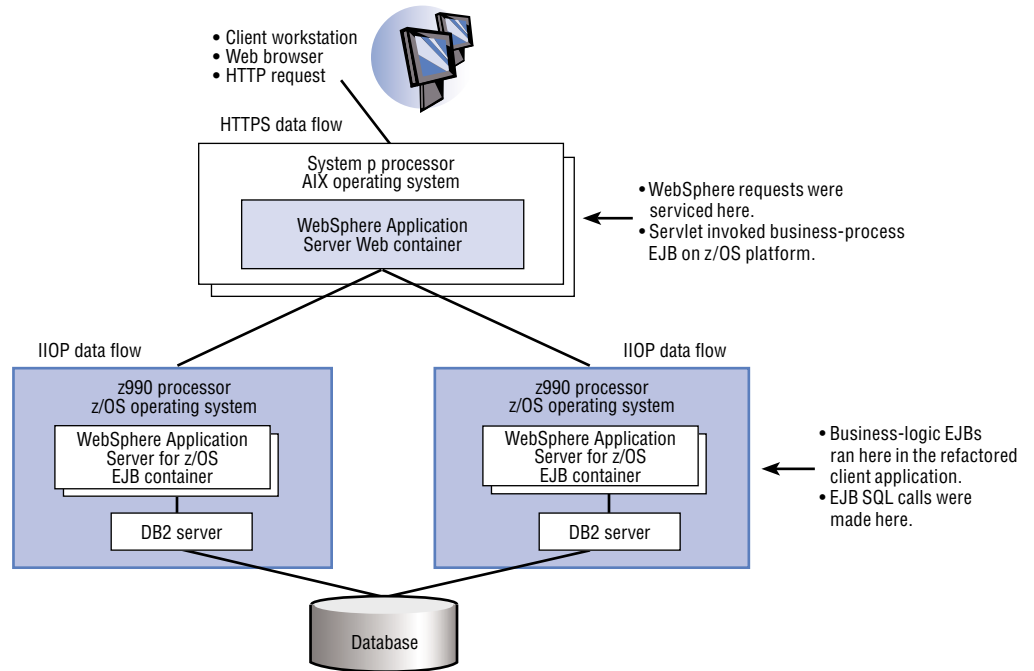 • Client workstation
• Web browser
• HTTP request
HTTPS data flow
System p processor
AIX operating system
WebSphere Application
Server Web container
• WebSphere requests were
serviced here.
• Servlet invoked business-process
EJB on z/OS platform.
IIOP data flow
z990 processor
z/OS operating system
WebSphere Application
Server for z/OS
EJB container
DB2 server
IIOP data flow
z990 processor
z/OS operating system
WebSphere Application
Server for z/OS
EJB container
DB2 server
• Business-logic EJBs
ran here in the refactored
client application.
• EJB SQL calls were
made here.
Database